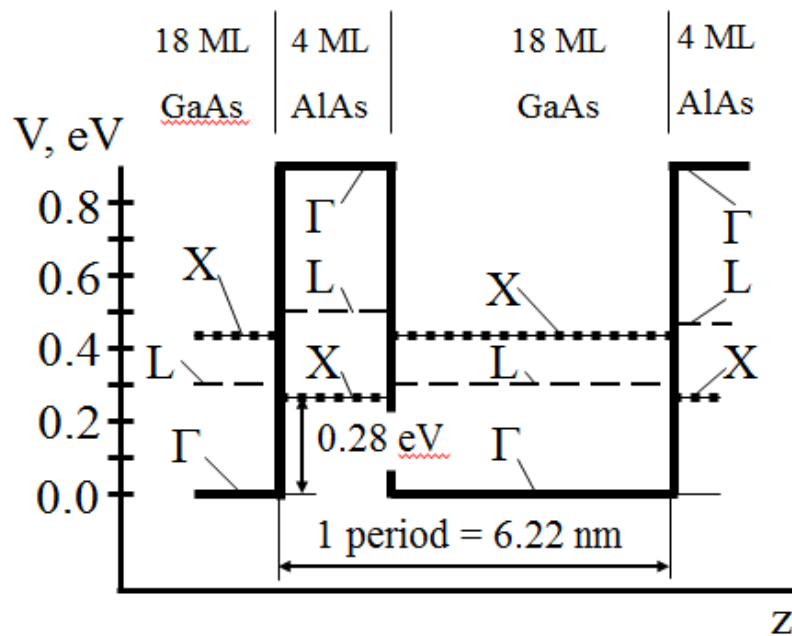 18 ML 4 ML 18 ML 4 ML
GaAs AlAs GaAs AlAs
V, eV
0.8
Γ Γ
0.6
X L X L
0.4
L X L X
0.2
0.28 eV
Γ Γ
0.0
1 period = 6.22 nm
z